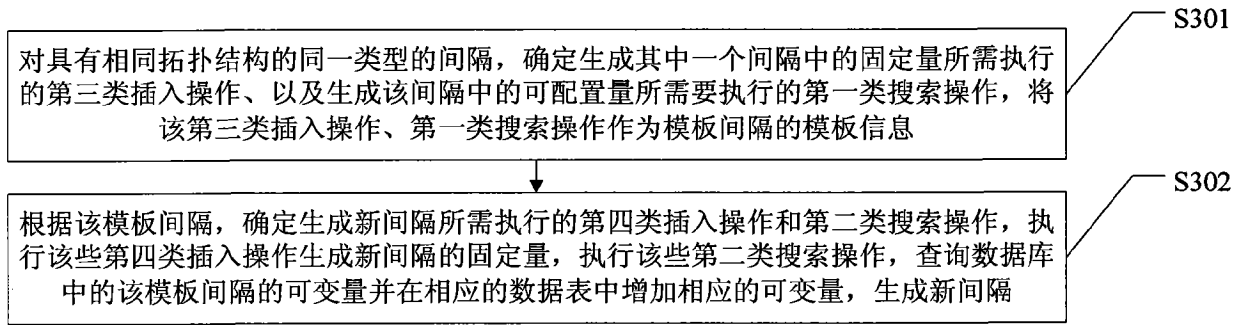 S301
对具有相同拓扑结构的同一类型的间隔，确定生成其中一个间隔中的固定量所需执行
的第三类插入操作、以及生成该间隔中的可配置量所需要执行的第一类搜索操作，将
该第三类插入操作、第一类搜索操作作为模板间隔的模板信息
S302
根据该模板间隔，确定生成新间隔所需执行的第四类插入操作和第二类搜索操作，执
行该些第四类插入操作生成新间隔的固定量，执行该些第二类搜索操作，查询数据库
中的该模板间隔的可变量并在相应的数据表中增加相应的可变量，生成新间隔